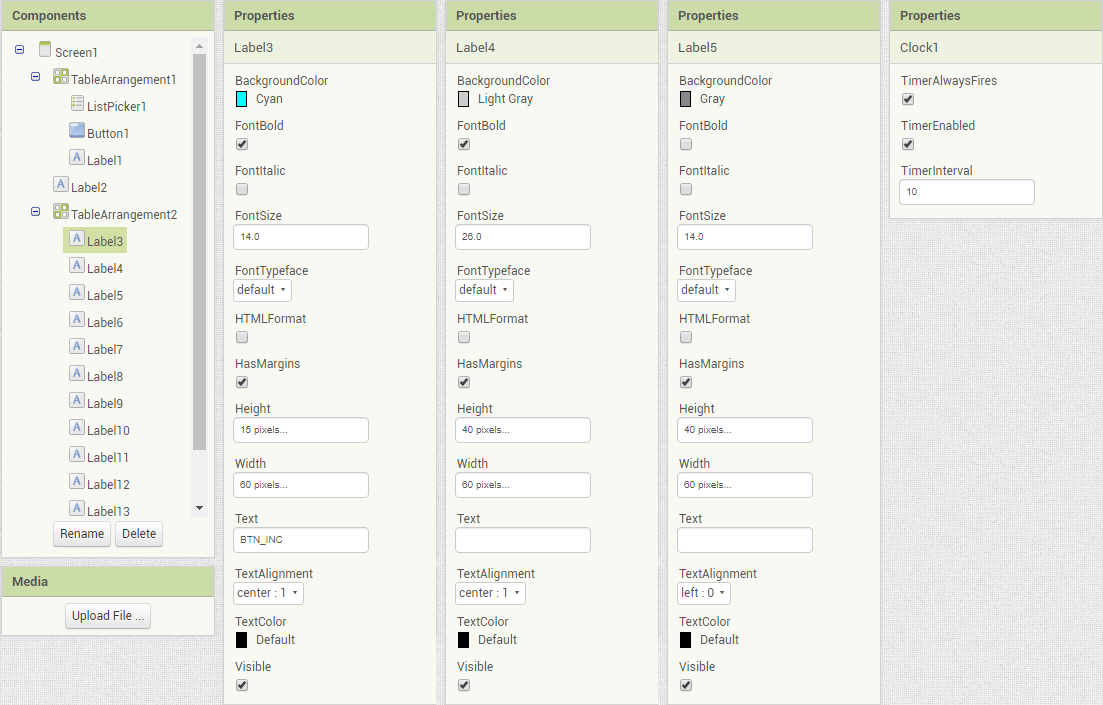 Components
Screen1
TableArrangement1
ListPicker1
Button1
A Label1
A Label2
TableArrangement2
A Label3
A Label4
A Label5
A Label6
A Label7
A Label8
A Label9
A Label10
A Label11
A Label12
A Label13
Rename Delete
Media
Upload File ...
Properties
Label3
BackgroundColor
Cyan
FontBold
FontItalic
FontSize
14.0
FontTypeface
default
HTMLFormat
HasMargins
Height
15 pixels...
Width
60 pixels...
Text
BTN_INC
TextAlignment
center : 1
TextColor
Default
Visible
Properties
Label4
BackgroundColor
Light Gray
FontBold
FontItalic
FontSize
26.0
FontTypeface
default
HTMLFormat
HasMargins
Height
40 pixels...
Width
60 pixels...
Text
TextAlignment
center : 1
TextColor
Default
Visible
Properties
Label5
BackgroundColor
Gray
FontBold
FontItalic
FontSize
14.0
FontTypeface
default
HTMLFormat
HasMargins
Height
40 pixels...
Width
60 pixels...
Text
TextAlignment
left : 0
TextColor
Default
Visible
Properties
Clock1
TimerAlwaysFires
TimerEnabled
TimerInterval
10